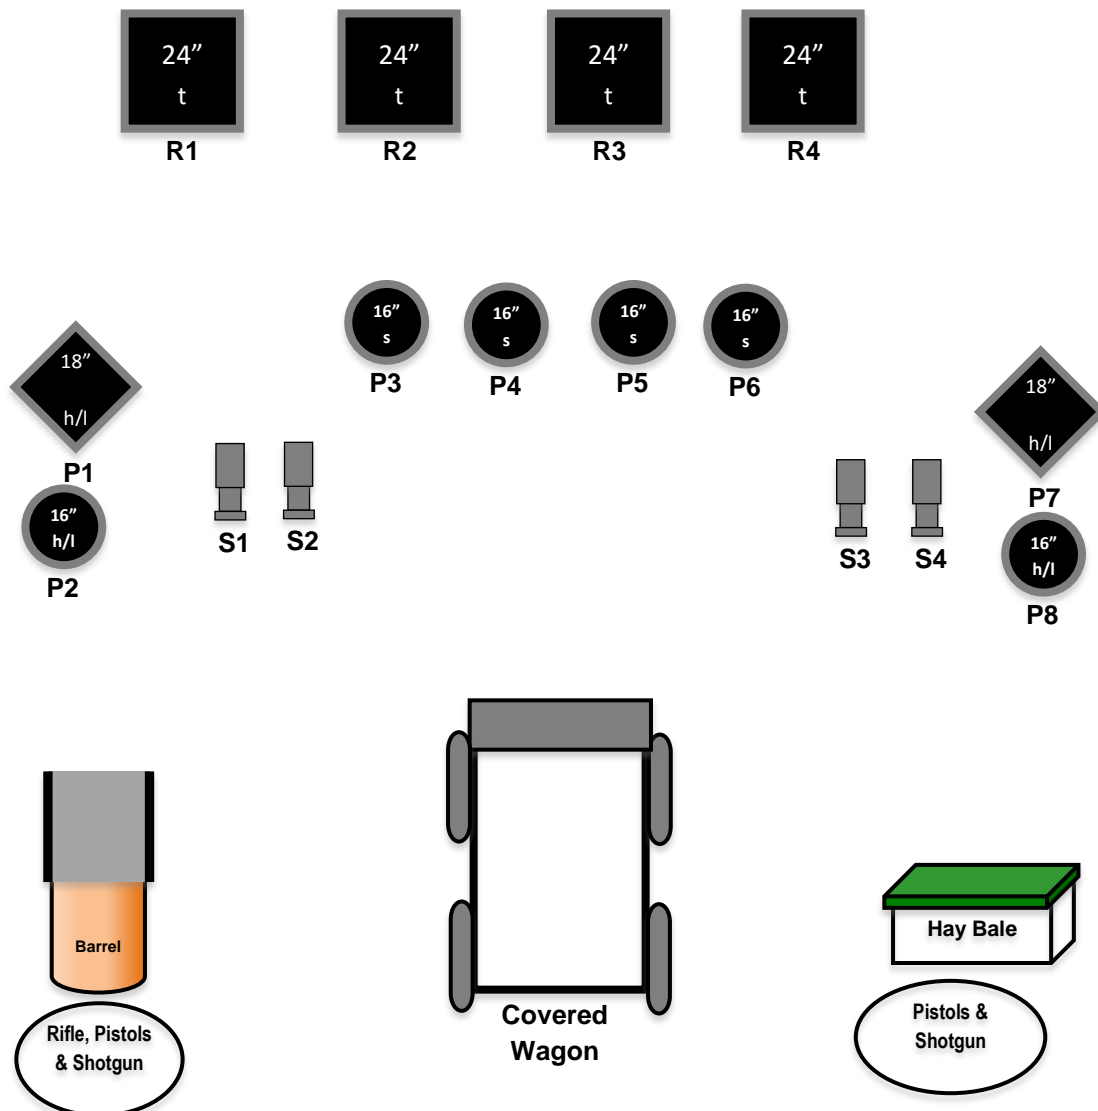 24” 24” 24” 24”
t t t t
R1 R2 R3 R4
16” 16” 16” 16”
s s s s
P3 P4 P5 P6
18”
h/l
P1
18”
h/l
P7
16”
h/l
P2
S1 S2
S3 S4
16”
h/l
P8
Barrel
Hay Bale
Rifle, Pistols
& Shotgun
Covered
Wagon
Pistols &
Shotgun